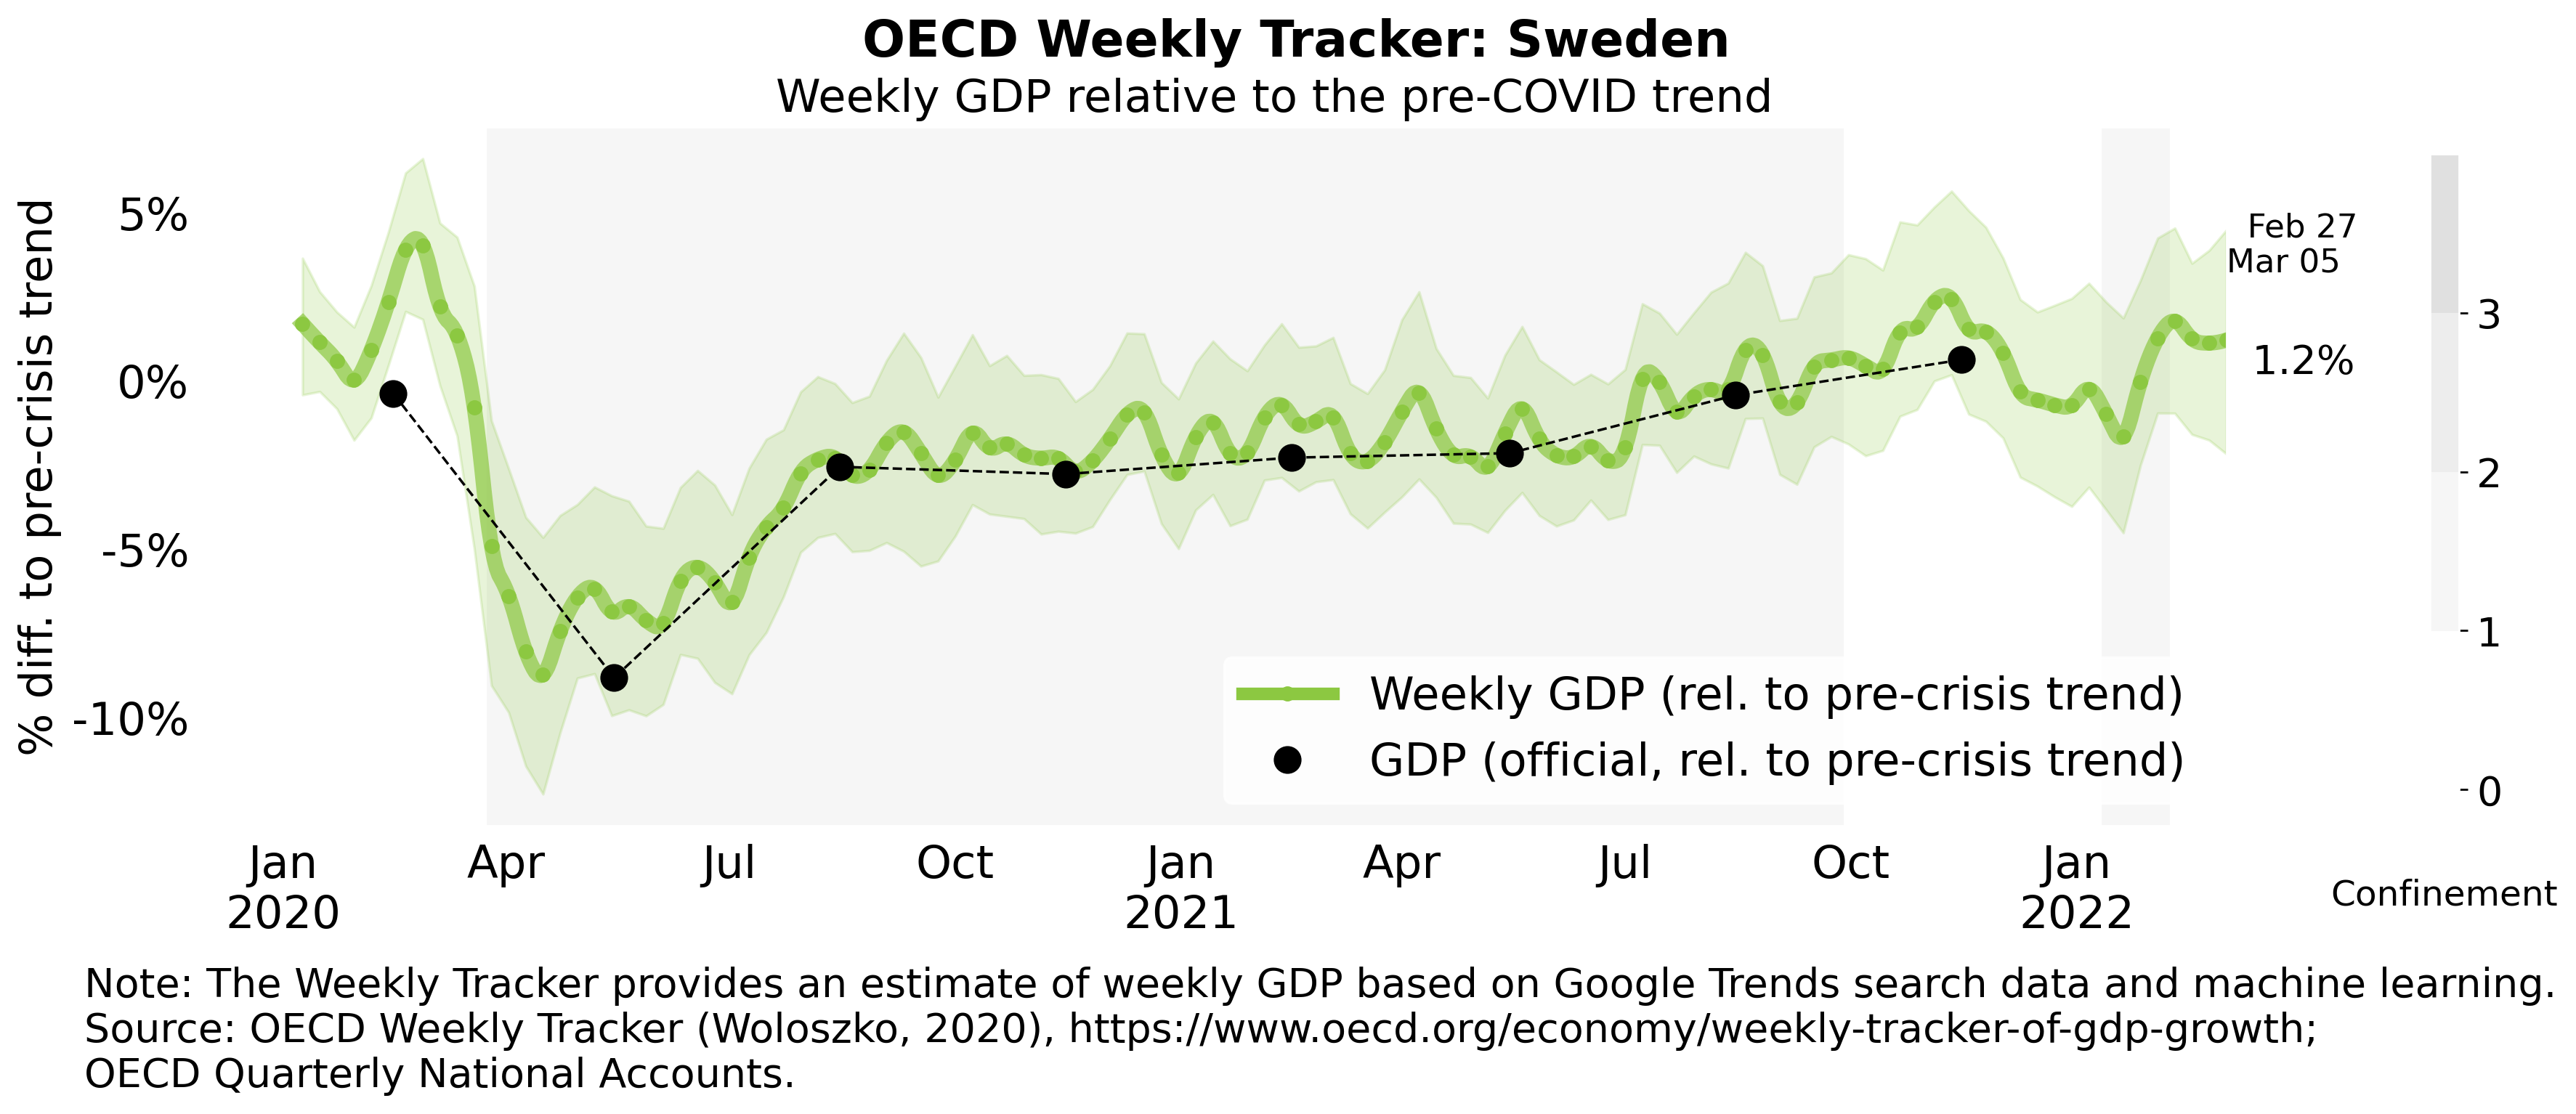 OECD Weekly Tracker: Sweden
Weekly GDP relative to the pre-COVID trend
% diff. to pre-crisis trend
5%
0%
-5%
-10%
Feb 27
Mar 05
1.2%
3
2
1
0
Weekly GDP (rel. to pre-crisis trend)
GDP (official, rel. to pre-crisis trend)
Jan
2020
Apr
Jul
Oct
Jan
2021
Apr
Jul
Oct
Jan
2022
Confinement
Note: The Weekly Tracker provides an estimate of weekly GDP based on Google Trends search data and machine learning.
Source: OECD Weekly Tracker (Woloszko, 2020), https://www.oecd.org/economy/weekly-tracker-of-gdp-growth;
OECD Quarterly National Accounts.